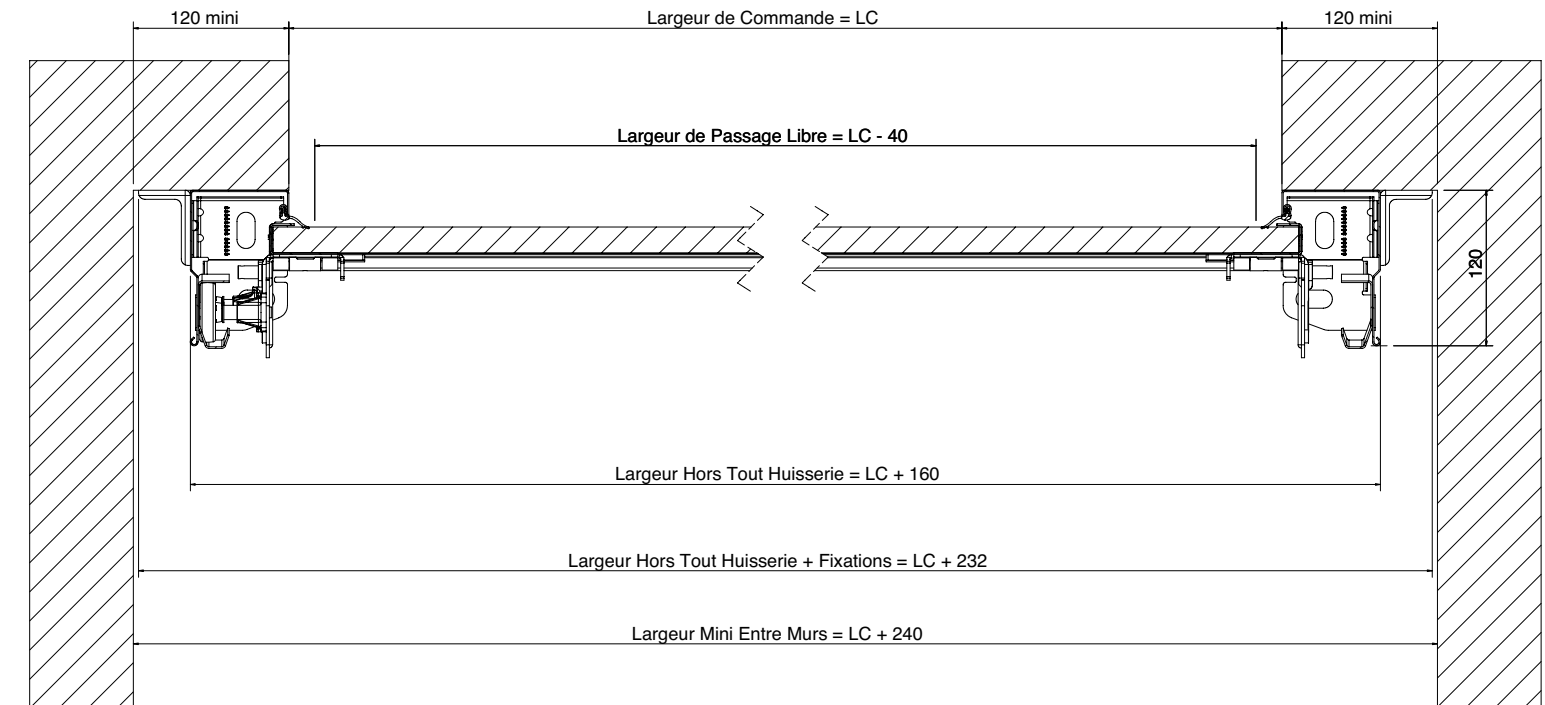 120 mini
Largeur de Commande = LC
120 mini
Largeur de Passage Libre = LC - 40
120
Largeur Hors Tout Huisserie = LC + 160
Largeur Hors Tout Huisserie + Fixations = LC + 232
Largeur Mini Entre Murs = LC + 240